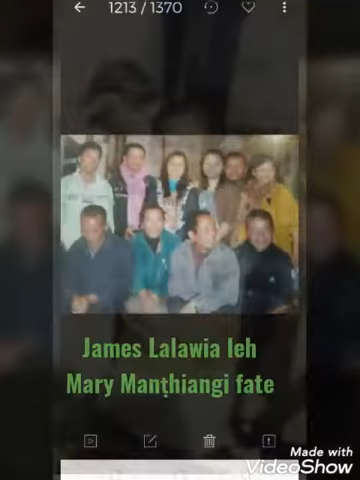 1213 / 1370
James Lalawia leh
Mary Manṭhiangi fate
Made with
VideoShow